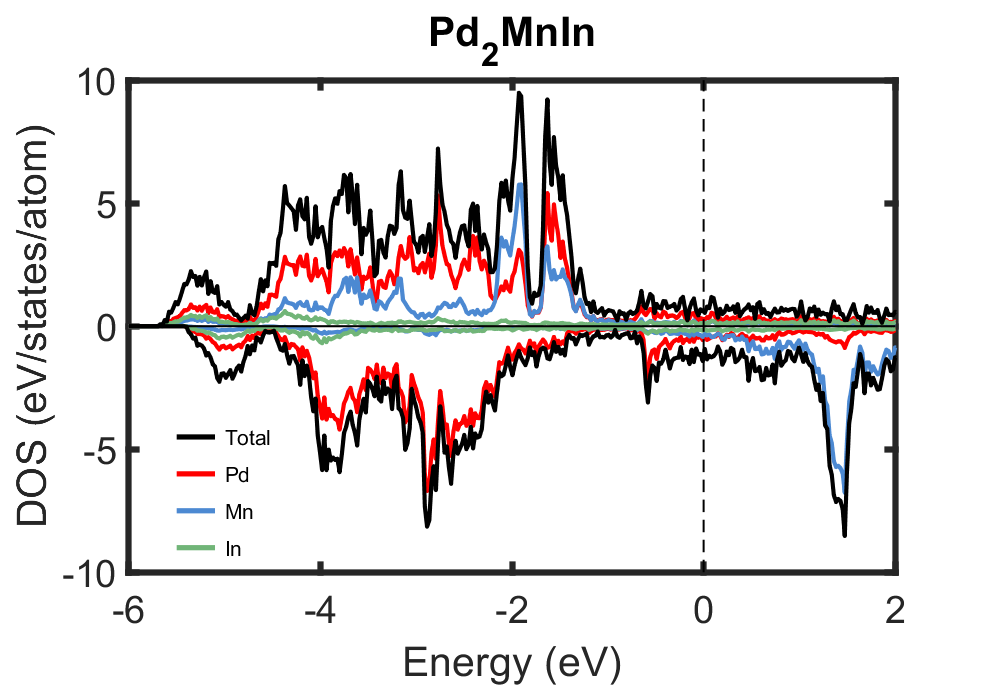 Pd₂MnIn
DOS (eV/states/atom)
10
5
0
-5
-10
Total
Pd
Mn
In
-6 -4 -2 0 2
Energy (eV)